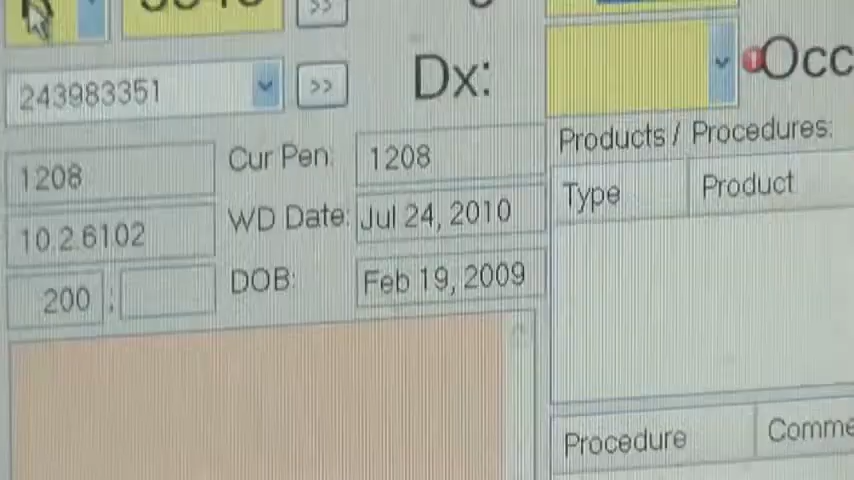 >>
243983351 >>
Dx:
Occ
Products / Procedures:
1208 Cur Pen: 1208
Type Product
10.2.6102 WD Date: Jul 24, 2010
200 : DOB: Feb 19, 2009
Procedure Comme